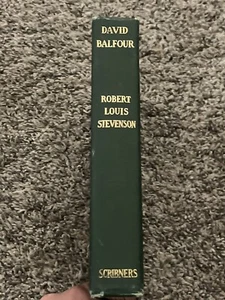 DAVID
BALFOUR
ROBERT
LOUIS
STEVENSON
SCRIBNERS